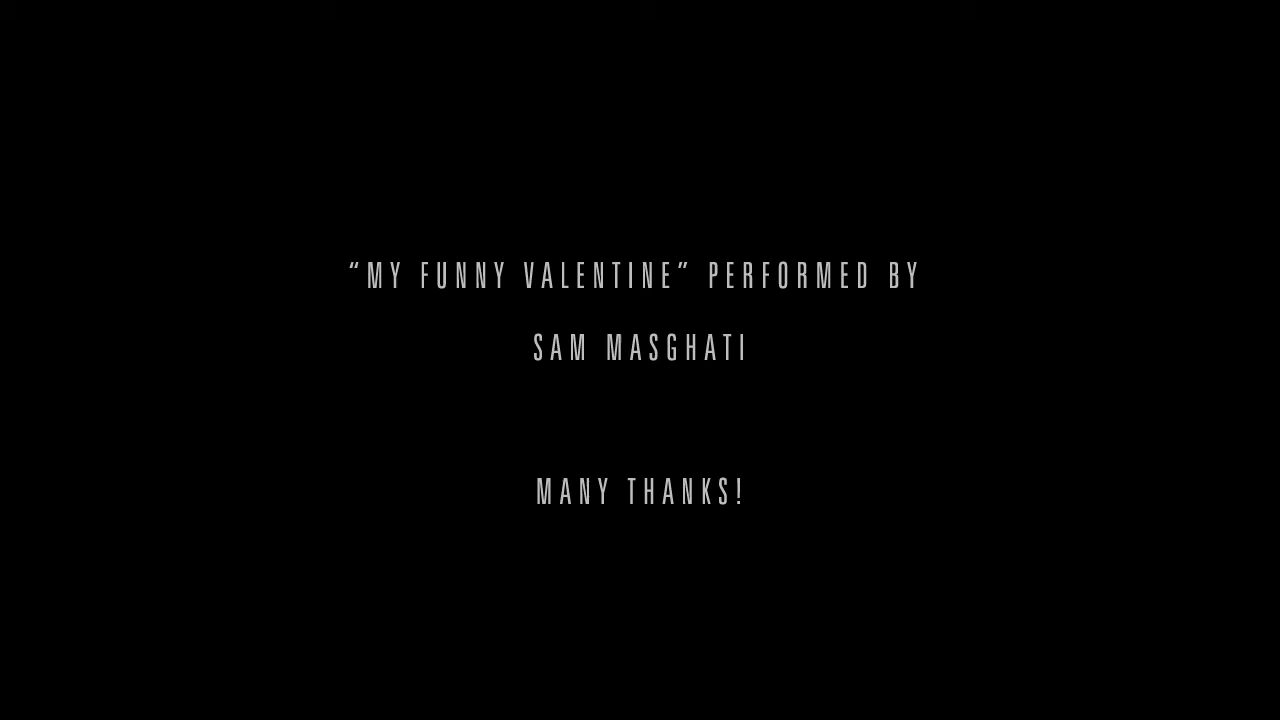 “MY FUNNY VALENTINE” PERFORMED BY
SAM MASGHATI
MANY THANKS!